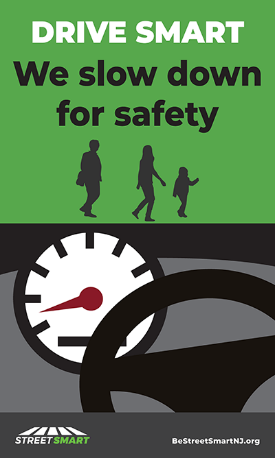 DRIVE SMART
We slow down
for safety
STREETSMART
BeStreetSmartNJ.org